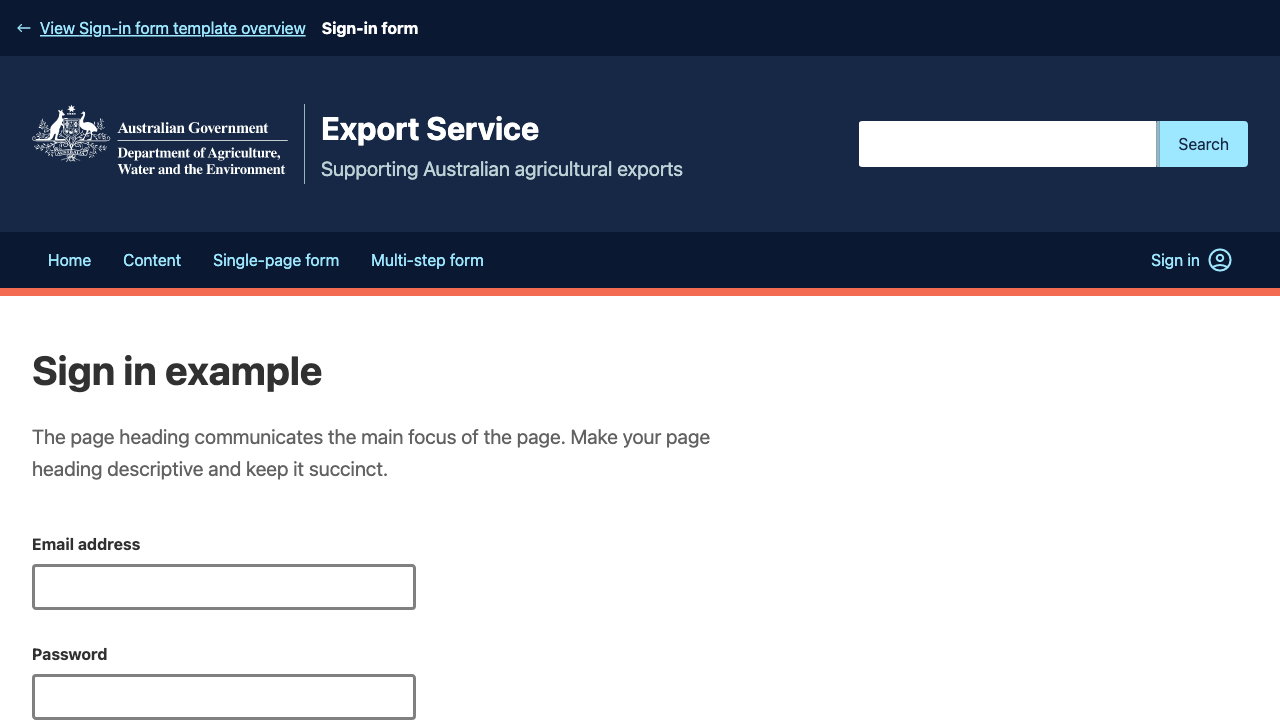 ← View Sign-in form template overview Sign-in form
Australian Government
Department of Agriculture,
Water and the Environment
Export Service
Supporting Australian agricultural exports
Search
Home Content Single-page form Multi-step form Sign in
Sign in example
The page heading communicates the main focus of the page. Make your page
heading descriptive and keep it succinct.
Email address
Password